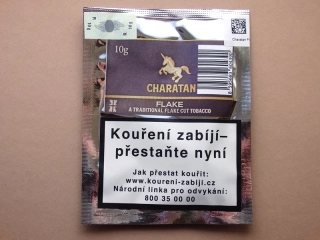 10g
CHARATAN
FLAKE
A TRADITIONAL FLAKE CUT TOBACCO
Kouření zabíjí–
přestaňte nyní
Jak přestat kouřit:
www.koureni-zabiji.cz
Národní linka pro odvykání:
800 35 00 00